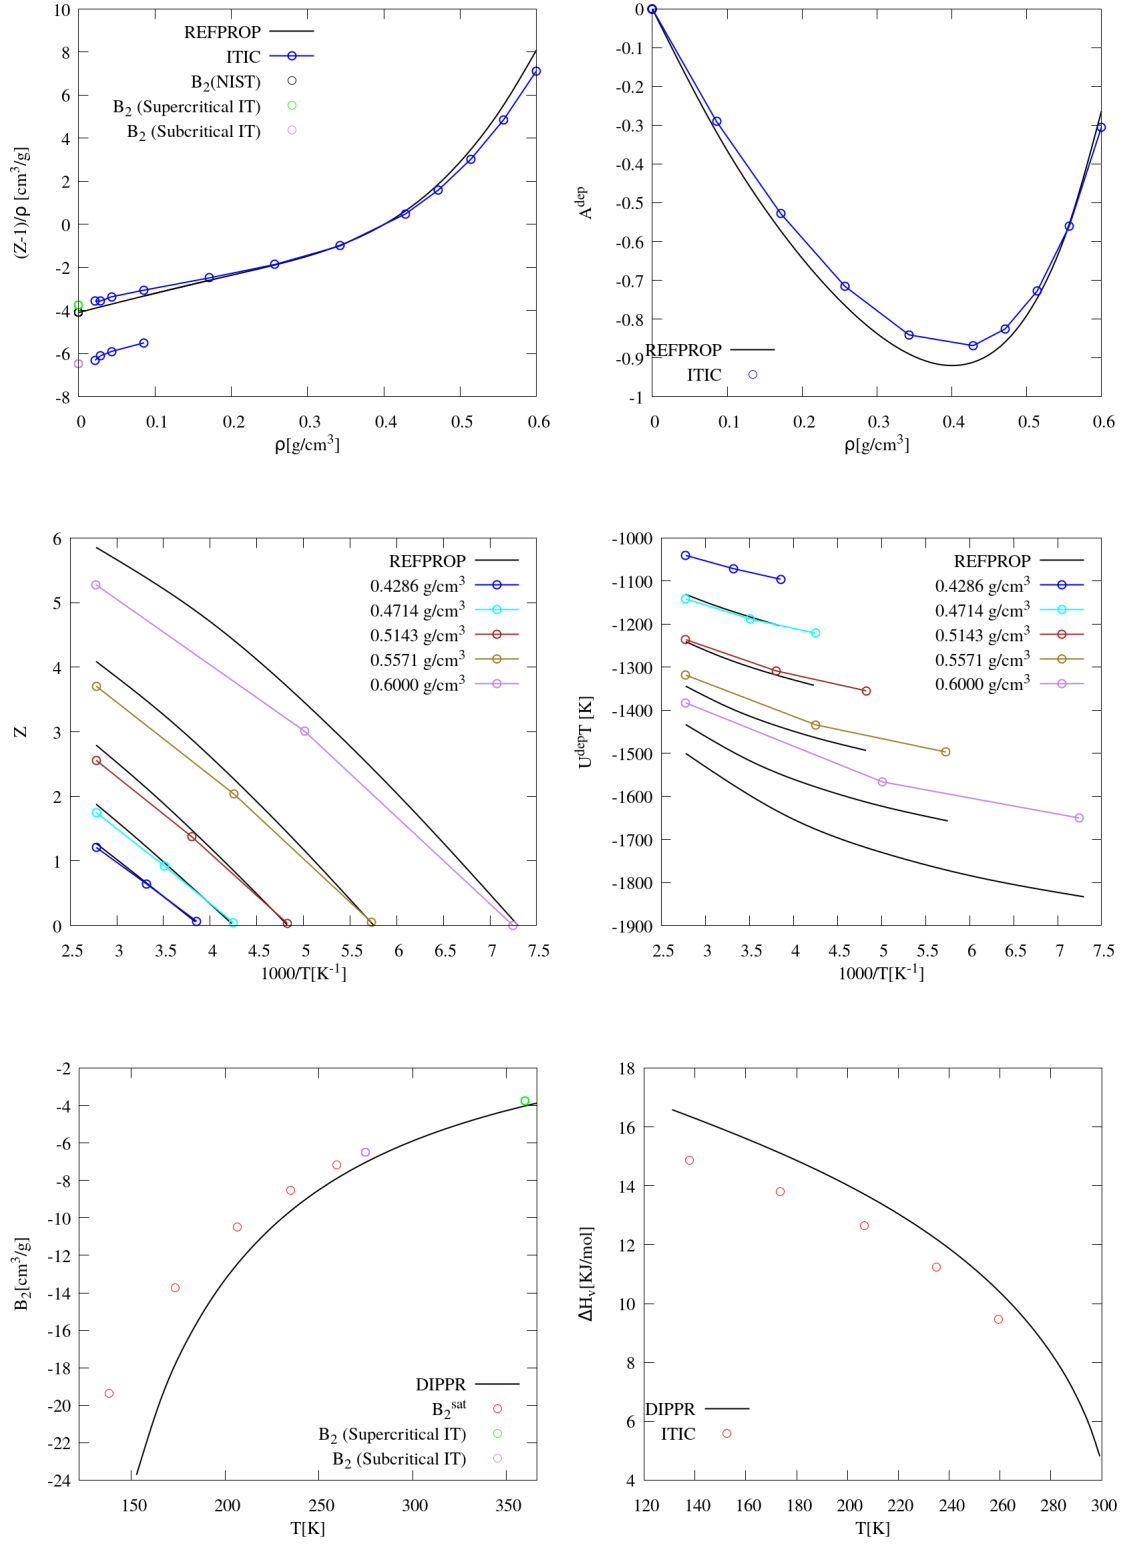 10
8
6
4
2
0
-2
-4
-6
-8
(Z-1)/ρ [cm³/g]
REFPROP
ITIC
B₂(NIST)
B₂ (Supercritical IT)
B₂ (Subcritical IT)
0 0.1 0.2 0.3 0.4 0.5 0.6
ρ[g/cm³]
0
-0.1
-0.2
-0.3
-0.4
-0.5
-0.6
-0.7
-0.8
-0.9
-1
A^dep
REFPROP
ITIC
0 0.1 0.2 0.3 0.4 0.5 0.6
ρ[g/cm³]
6
5
4
3
2
1
0
Z
REFPROP
0.4286 g/cm³
0.4714 g/cm³
0.5143 g/cm³
0.5571 g/cm³
0.6000 g/cm³
2.5 3 3.5 4 4.5 5 5.5 6 6.5 7 7.5
1000/T[K⁻¹]
-1000
-1100
-1200
-1300
-1400
-1500
-1600
-1700
-1800
-1900
U^depT [K]
REFPROP
0.4286 g/cm³
0.4714 g/cm³
0.5143 g/cm³
0.5571 g/cm³
0.6000 g/cm³
2.5 3 3.5 4 4.5 5 5.5 6 6.5 7 7.5
1000/T[K⁻¹]
-2
-4
-6
-8
-10
-12
-14
-16
-18
-20
-22
-24
B₂[cm³/g]
DIPPR
B₂^sat
B₂ (Supercritical IT)
B₂ (Subcritical IT)
150 200 250 300 350
T[K]
18
16
14
12
10
8
6
4
ΔHᵥ[KJ/mol]
DIPPR
ITIC
120 140 160 180 200 220 240 260 280 300
T[K]